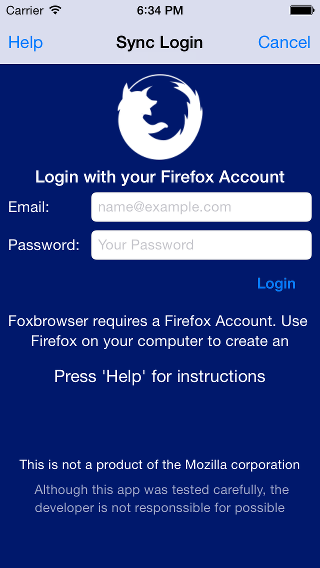 Carrier 6:34 PM
Help Sync Login Cancel
Login with your Firefox Account
Email: name@example.com
Password: Your Password
Login
Foxbrowser requires a Firefox Account. Use
Firefox on your computer to create an
Press 'Help' for instructions
This is not a product of the Mozilla corporation
Although this app was tested carefully, the
developer is not responssible for possible